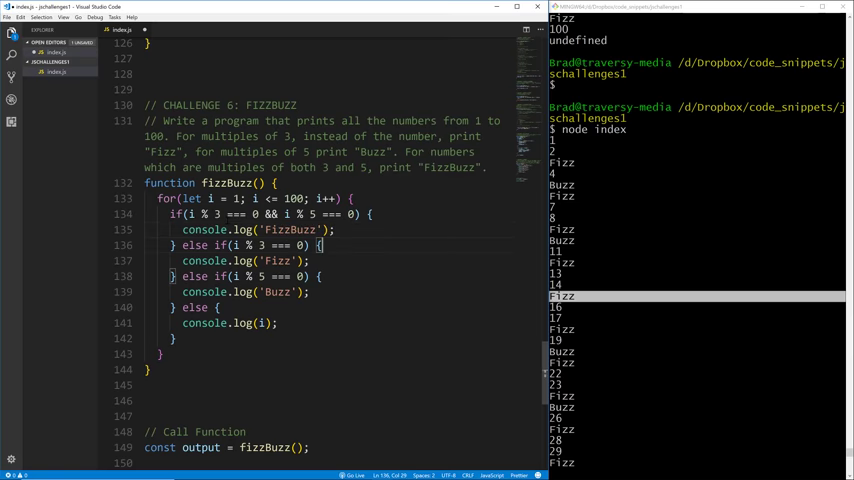 index.js - Visual Studio Code
File Edit Selection View Go Debug Tasks Help
EXPLORER
OPEN EDITORS 1 UNSAVED
JS index.js
JSCHALLENGES1
JS index.js
JS index.js
126 }
127
128
129
130 // CHALLENGE 6: FIZZBUZZ
131 // Write a program that prints all the numbers from 1 to
100. For multiples of 3, instead of the number, print
"Fizz", for multiples of 5 print "Buzz". For numbers
which are multiples of both 3 and 5, print "FizzBuzz".
132 function fizzBuzz() {
133 for(let i = 1; i <= 100; i++) {
134 if(i % 3 === 0 && i % 5 === 0) {
135 console.log('FizzBuzz');
136 } else if(i % 3 === 0) {
137 console.log('Fizz');
138 } else if(i % 5 === 0) {
139 console.log('Buzz');
140 } else {
141 console.log(i);
142 }
143 }
144 }
145
146
147
148 // Call Function
149 const output = fizzBuzz();
150
0 0
Go Live Ln 136, Col 29 Spaces: 2 UTF-8 CRLF JavaScript Prettier
MINGW64:/d/Dropbox/code_snippets/jschallenges1
Fizz
100
undefined
Brad@traversy-media /d/Dropbox/code_snippets/j
schallenges1
$
Brad@traversy-media /d/Dropbox/code_snippets/j
schallenges1
$ node index
1
2
Fizz
4
Buzz
Fizz
7
8
Fizz
Buzz
11
Fizz
13
14
Fizz
16
17
Fizz
19
Buzz
Fizz
22
23
Fizz
Buzz
26
Fizz
28
29
Fizz